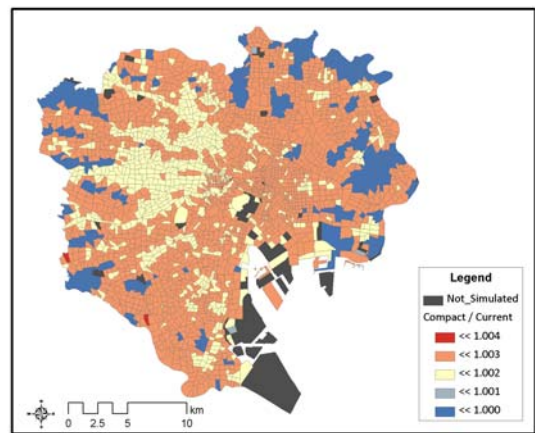 Legend
Not_Simulated
Compact / Current
<< 1.004
<< 1.003
<< 1.002
<< 1.001
<< 1.000
0 2.5 5 10
km